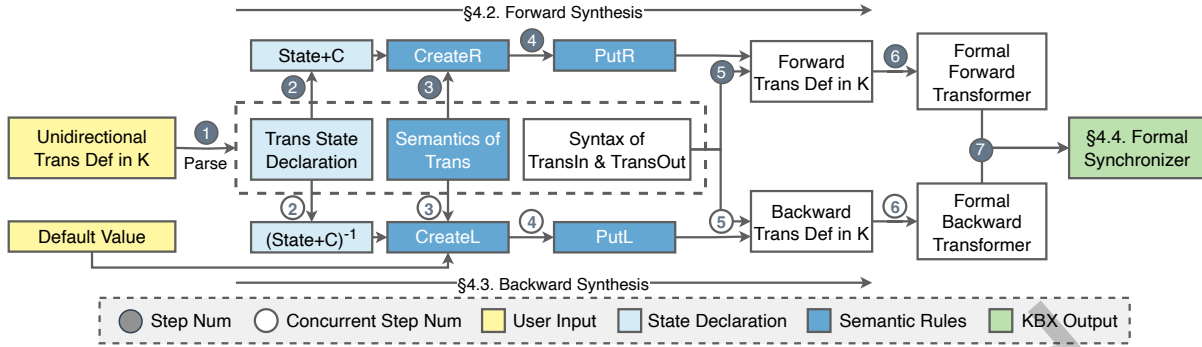 §4.2. Forward Synthesis
State+C
CreateR
4
PutR
5
Forward
Trans Def in K
6
Formal
Forward
Transformer
2
3
Unidirectional
Trans Def in K
1
Parse
Trans State
Declaration
Semantics of
Trans
Syntax of
TransIn & TransOut
7
§4.4. Formal
Synchronizer
2
3
Default Value
(State+C)-1
CreateL
4
PutL
5
Backward
Trans Def in K
6
Formal
Backward
Transformer
§4.3. Backward Synthesis
Step Num
Concurrent Step Num
User Input
State Declaration
Semantic Rules
KBX Output